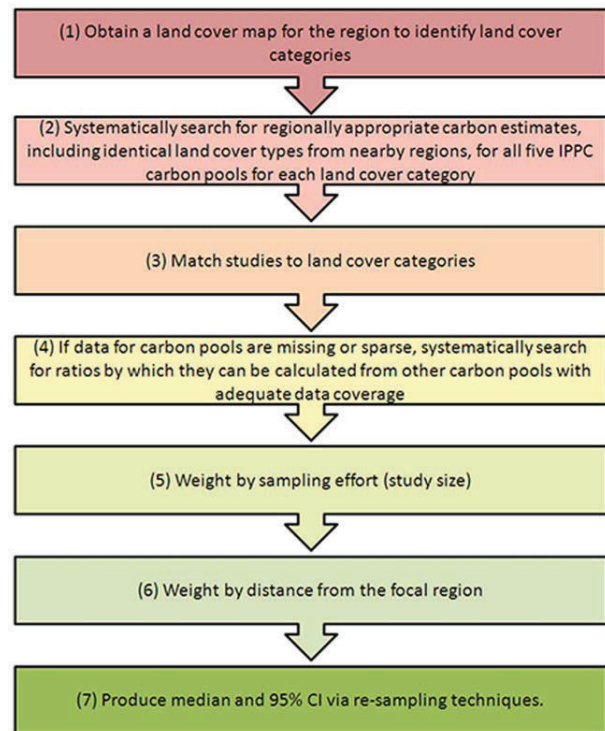 (1) Obtain a land cover map for the region to identify land cover
categories
(2) Systematically search for regionally appropriate carbon estimates,
including identical land cover types from nearby regions, for all five IPPC
carbon pools for each land cover category
(3) Match studies to land cover categories
(4) If data for carbon pools are missing or sparse, systematically search
for ratios by which they can be calculated from other carbon pools with
adequate data coverage
(5) Weight by sampling effort (study size)
(6) Weight by distance from the focal region
(7) Produce median and 95% CI via re-sampling techniques.